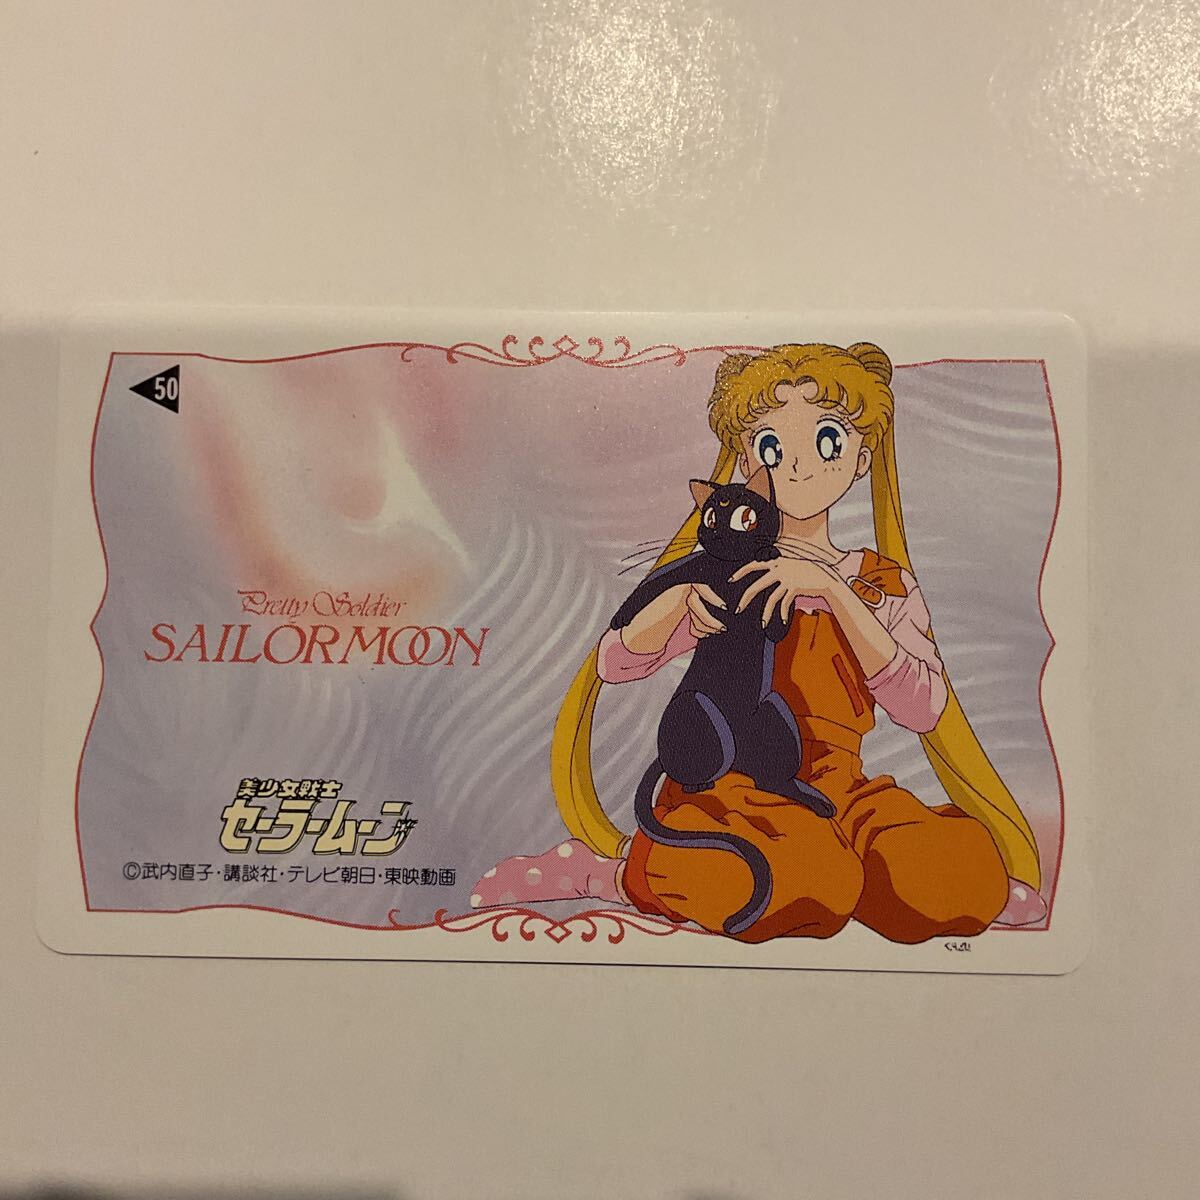 50
Pretty Soldier
SAILORMOON
美少女戦士
セーラームーン
©武内直子・講談社・テレビ朝日・東映動画